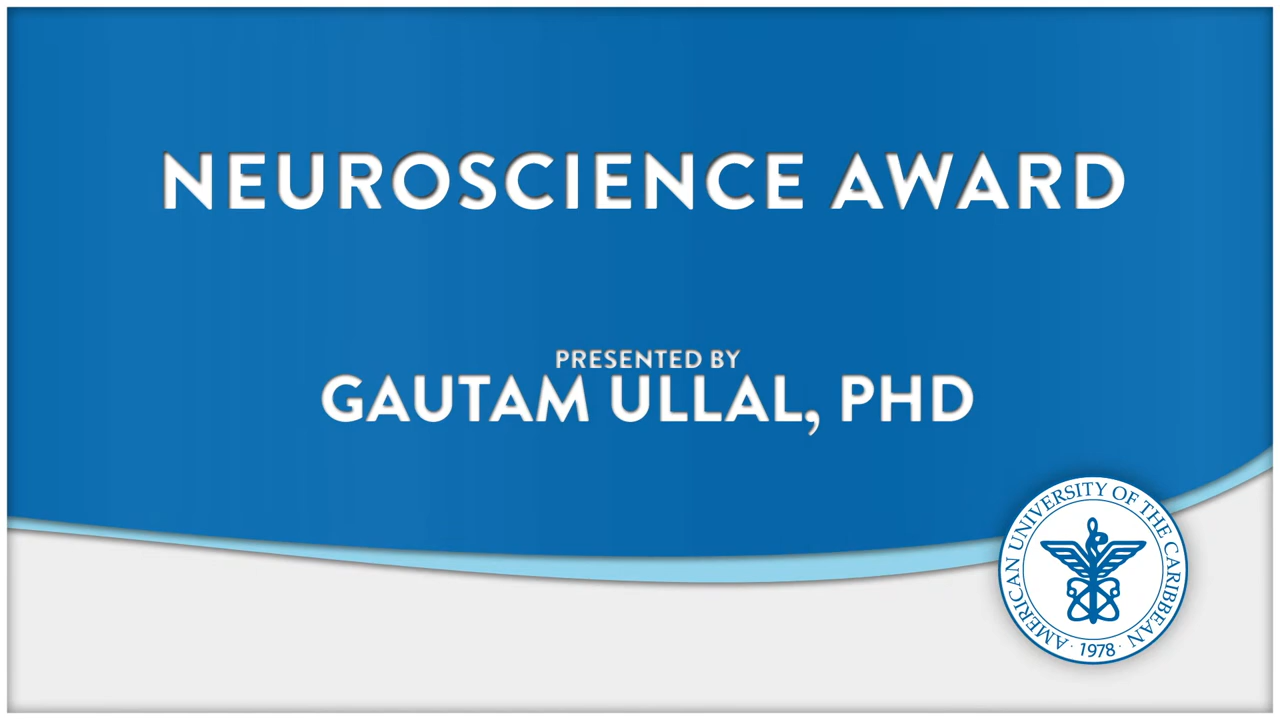 NEUROSCIENCE AWARD
PRESENTED BY
GAUTAM ULLAL, PHD
AMERICAN UNIVERSITY OF THE CARIBBEAN
· 1978 ·